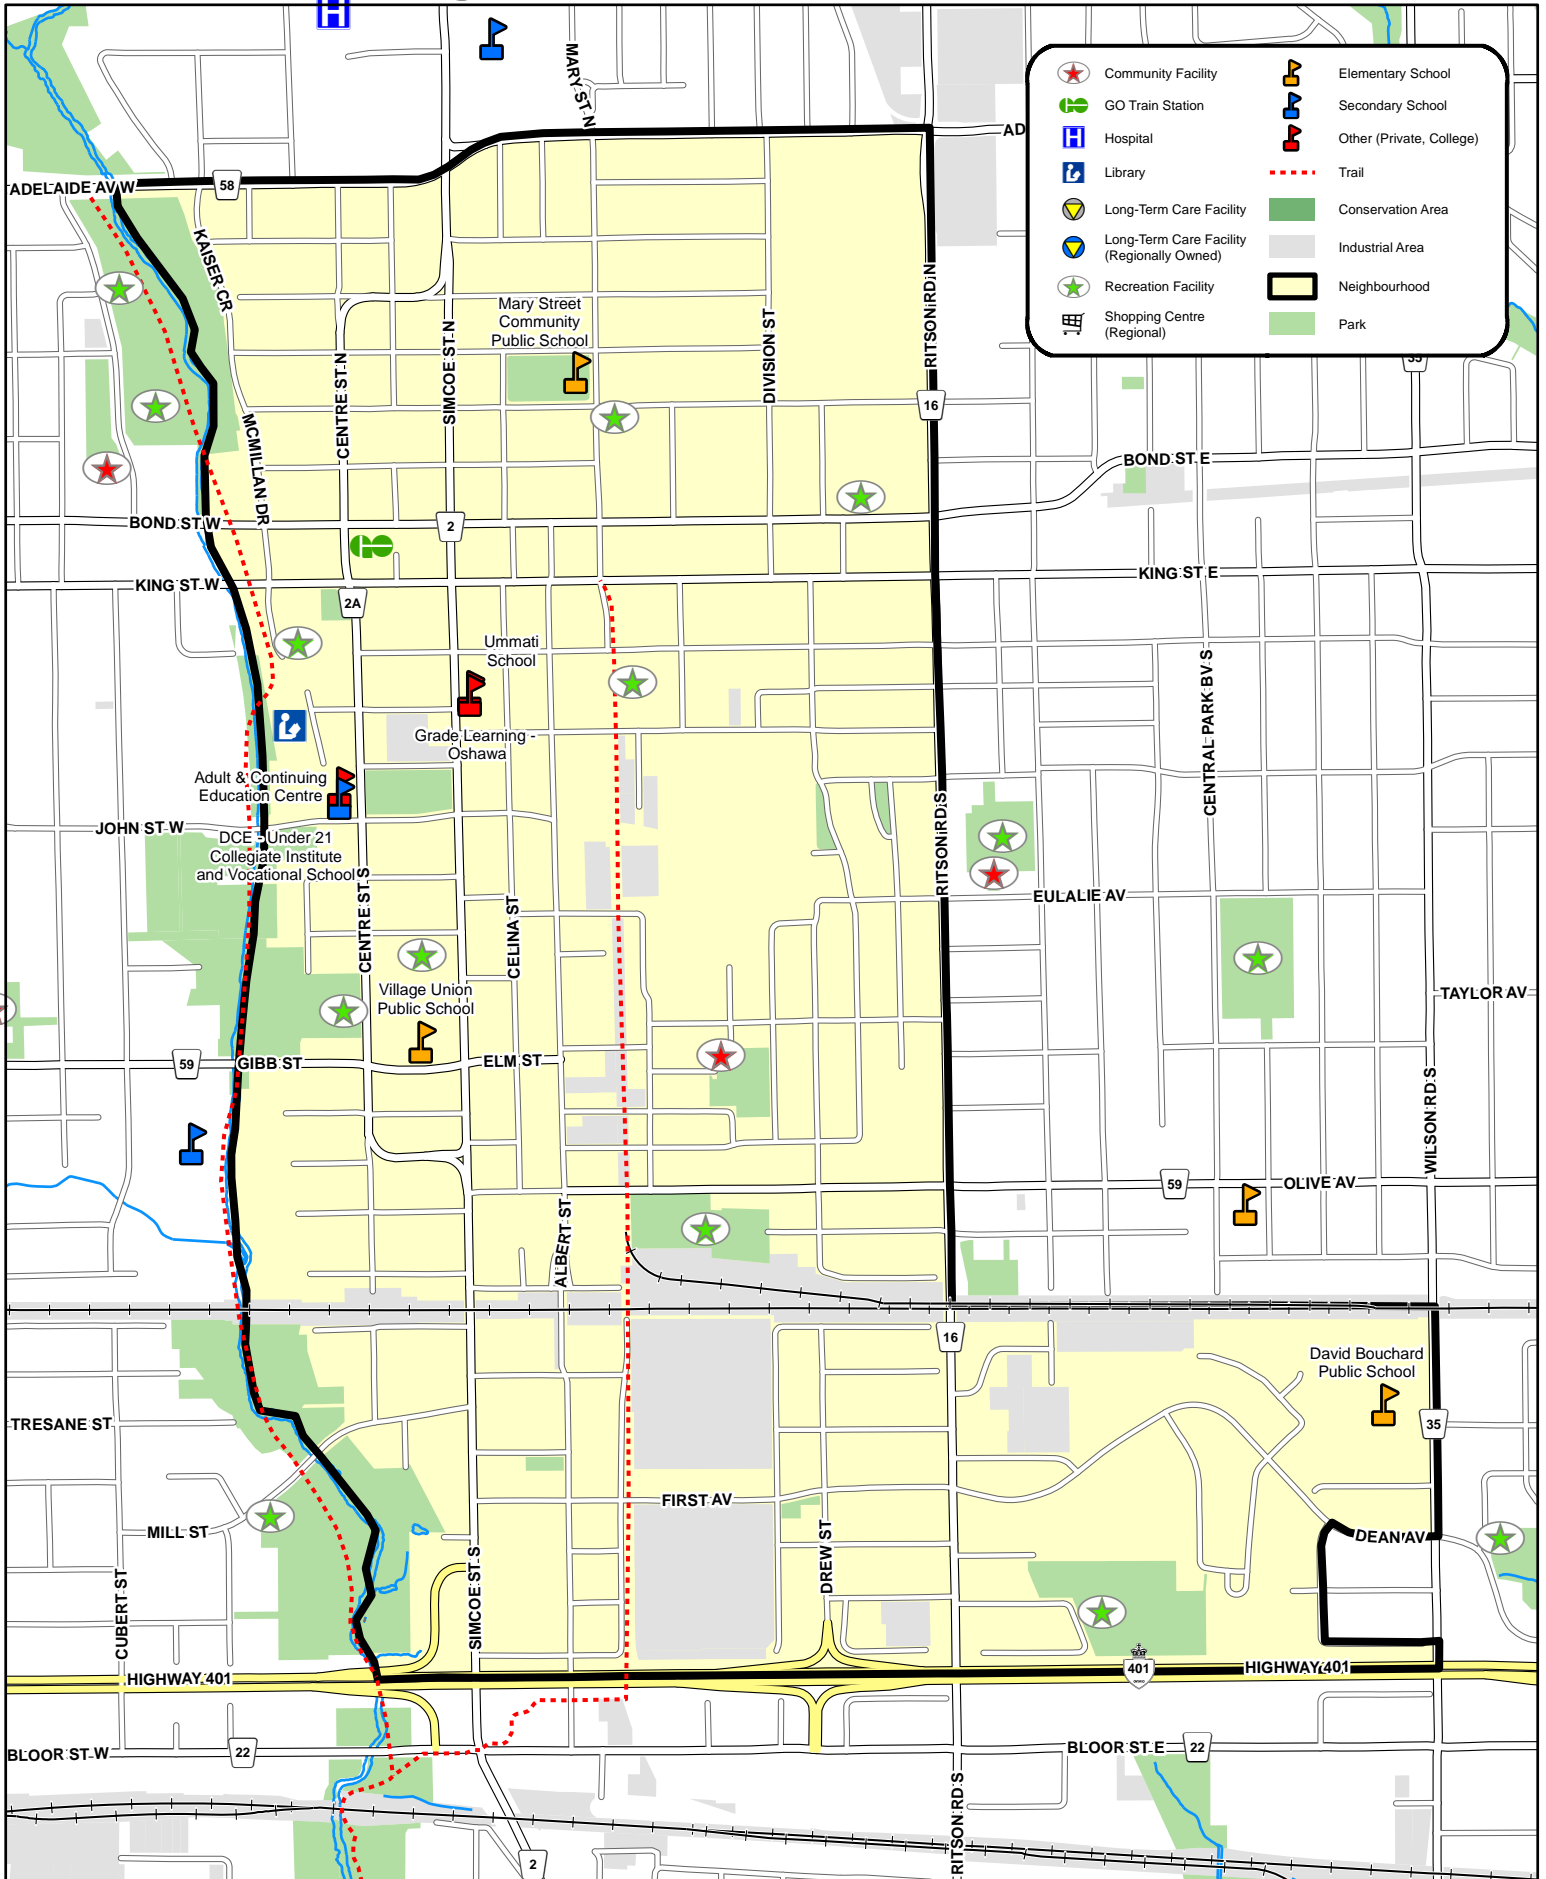 MARY ST N
Community Facility
GO Train Station
Hospital
Library
Long-Term Care Facility
Long-Term Care Facility
(Regionally Owned)
Recreation Facility
Shopping Centre
(Regional)
Elementary School
Secondary School
Other (Private, College)
Trail
Conservation Area
Industrial Area
Neighbourhood
Park
AD
ADELAIDE AV W
58
KAISER CR
Mary Street
Community
Public School
CENTRE ST N
SIMCOE ST N
DIVISION ST
RITSON RD N
35
16
MCMILLAN DR
BOND ST E
BOND ST W
2
GO
KING ST W
KING ST E
2A
Ummati
School
CENTRAL PARK BV S
Grade Learning -
Oshawa
Adult & Continuing
Education Centre
JOHN ST W
DCE - Under 21
Collegiate Institute
and Vocational School
RITSON RD S
EULALIE AV
CENTRE ST S
CELINA ST
Village Union
Public School
TAYLOR AV
59
GIBB ST
ELM ST
WILSON RD S
59
OLIVE AV
ALBERT ST
16
David Bouchard
Public School
TRESANE ST
35
FIRST AV
MILL ST
DEAN AV
DREW ST
SIMCOE ST S
CUBERT ST
HIGHWAY 401
401
HIGHWAY 401
BLOOR ST W
22
BLOOR ST E
22
RITSON RD S
2